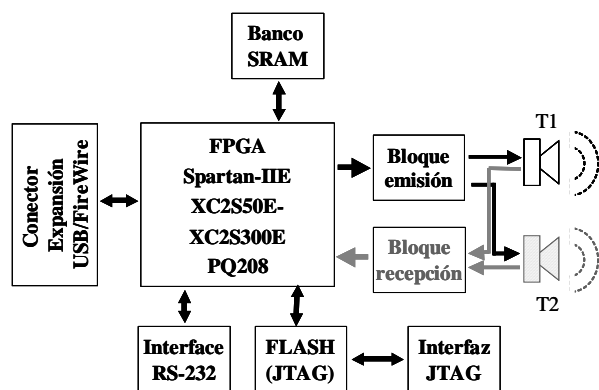 Banco
SRAM
T1
FPGA
Spartan-IIE
XC2S50E-
XC2S300E
PQ208
Bloque
emisión
Conector
Expansión
USB/FireWire
Bloque
recepción
T2
Interface
RS-232
FLASH
(JTAG)
Interfaz
JTAG